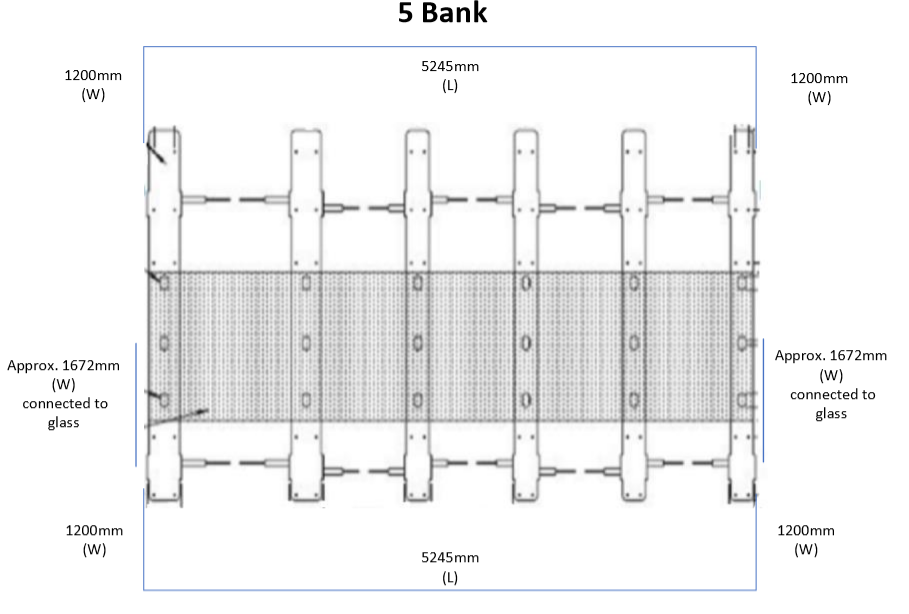 5 Bank
5245mm
(L)
1200mm
(W)
1200mm
(W)
Approx. 1672mm
(W)
connected to
glass
Approx. 1672mm
(W)
connected to
glass
1200mm
(W)
1200mm
(W)
5245mm
(L)